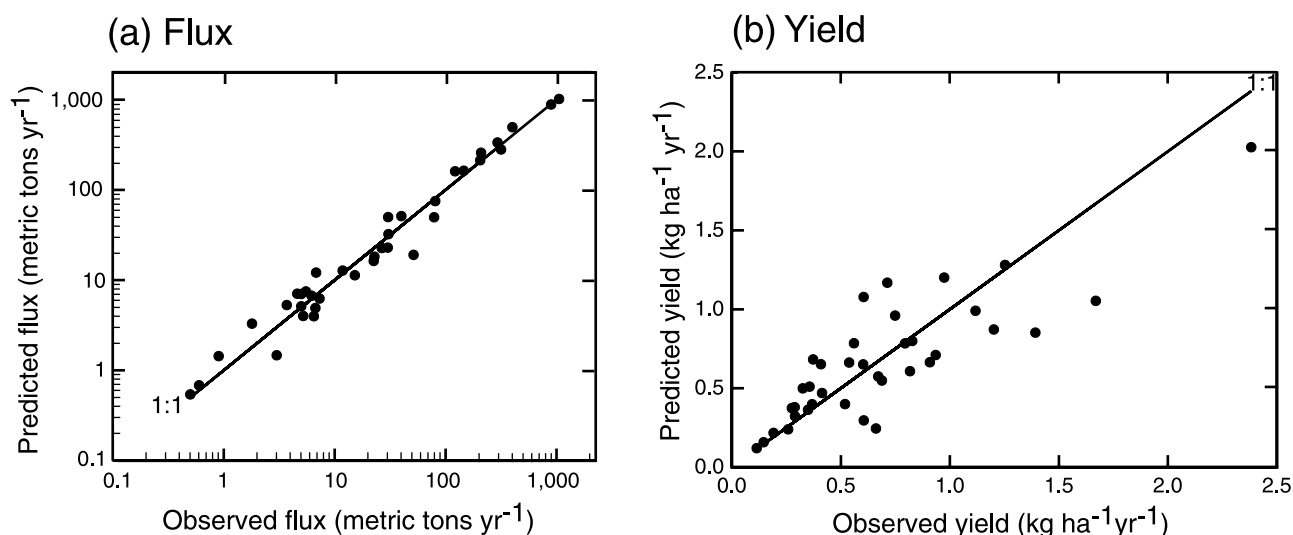 (a) Flux
Predicted flux (metric tons yr-1)
1,000
100
10
1
0.1
1:1
0.1 1 10 100 1,000
Observed flux (metric tons yr-1)
(b) Yield
Predicted yield (kg ha-1 yr-1)
2.5
2.0
1.5
1.0
0.5
0.0
1:1
0.0 0.5 1.0 1.5 2.0 2.5
Observed yield (kg ha-1yr-1)